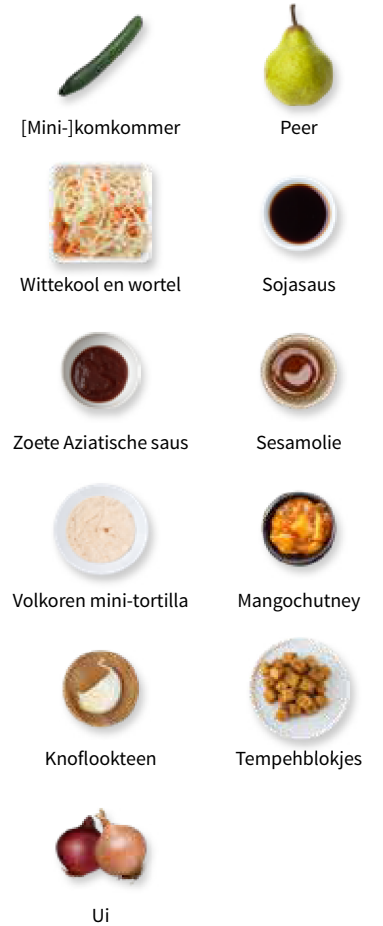 [Mini-]komkommer
Peer
Wittekool en wortel
Sojasaus
Zoete Aziatische saus
Sesamolie
Volkoren mini-tortilla
Mangochutney
Knoflookteen
Tempehblokjes
Ui